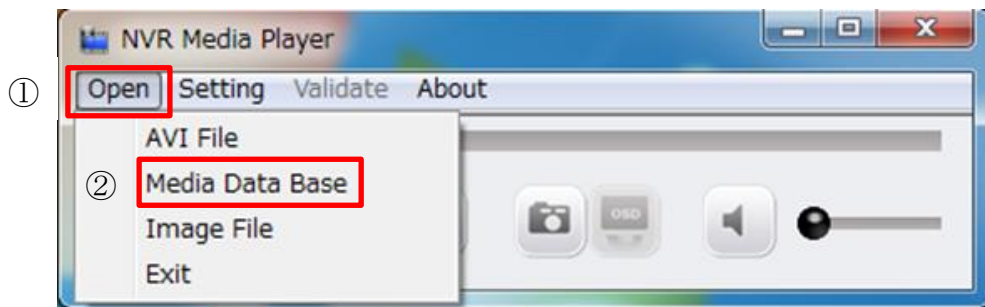 NVR Media Player
① Open Setting Validate About
AVI File
② Media Data Base
Image File
Exit
OSD